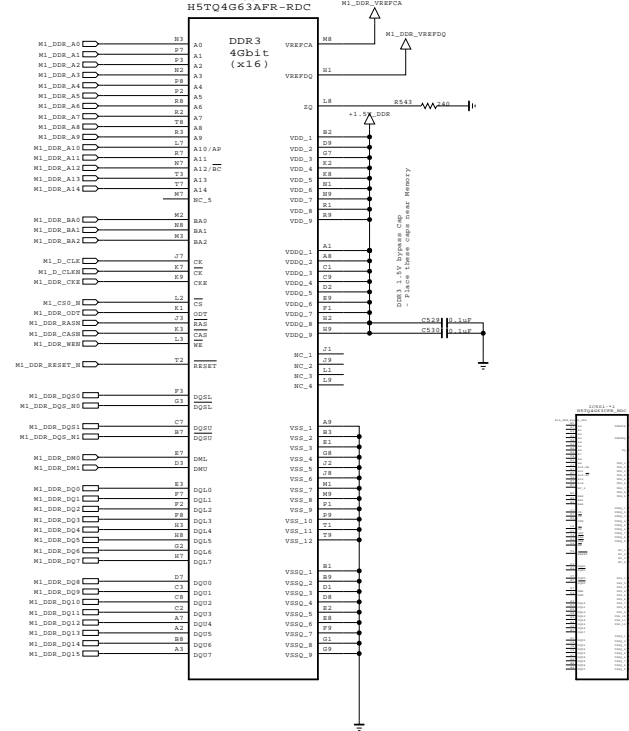 H5TQ4G63AFR-RDC
M1_DDR_VREFCA
M1_DDR_VREFDQ
DDR3
4Gbit
(x16)
M1_DDR_A0 N3 A0
M1_DDR_A1 P7 A1
M1_DDR_A2 P3 A2
M1_DDR_A3 N2 A3
M1_DDR_A4 P8 A4
M1_DDR_A5 P2 A5
M1_DDR_A6 R8 A6
M1_DDR_A7 R2 A7
M1_DDR_A8 T8 A8
M1_DDR_A9 R3 A9
M1_DDR_A10 L7 A10/AP
M1_DDR_A11 R7 A11
M1_DDR_A12 N7 A12/BC
M1_DDR_A13 T3 A13
M1_DDR_A14 T7 A14
M7 NC_5
M1_DDR_BA0 M2 BA0
M1_DDR_BA1 N8 BA1
M1_DDR_BA2 M3 BA2
M1_D_CLK J7 CK
M1_D_CLKN K7 CK
M1_DDR_CKE K9 CKE
M1_CS0_N L2 CS
M1_DDR_ODT K1 ODT
M1_DDR_RASN J3 RAS
M1_DDR_CASN K3 CAS
M1_DDR_WEN L3 WE
M1_DDR_RESET_N T2 RESET
M1_DDR_DQS0 F3 DQSL
M1_DDR_DQS_N0 G3 DQSL
M1_DDR_DQS1 C7 DQSU
M1_DDR_DQS_N1 B7 DQSU
M1_DDR_DM0 E7 DML
M1_DDR_DM1 D3 DMU
M1_DDR_DQ0 E3 DQL0
M1_DDR_DQ1 F7 DQL1
M1_DDR_DQ2 F2 DQL2
M1_DDR_DQ3 F8 DQL3
M1_DDR_DQ4 H3 DQL4
M1_DDR_DQ5 H8 DQL5
M1_DDR_DQ6 G2 DQL6
M1_DDR_DQ7 H7 DQL7
M1_DDR_DQ8 D7 DQU0
M1_DDR_DQ9 C3 DQU1
M1_DDR_DQ10 C8 DQU2
M1_DDR_DQ11 C2 DQU3
M1_DDR_DQ12 A7 DQU4
M1_DDR_DQ13 A2 DQU5
M1_DDR_DQ14 B8 DQU6
M1_DDR_DQ15 A3 DQU7
VREFCA M8
VREFDQ H1
ZQ L8 R543 240
+1.5V_DDR
VDD_1 B2
VDD_2 D9
VDD_3 G7
VDD_4 K2
VDD_5 K8
VDD_6 N1
VDD_7 N9
VDD_8 R1
VDD_9 R9
VDDQ_1 A1
VDDQ_2 A8
VDDQ_3 C1
VDDQ_4 C9
VDDQ_5 D2
VDDQ_6 E9
VDDQ_7 F1
VDDQ_8 H2 C529 0.1uF
VDDQ_9 H9 C530 0.1uF
DDR3 1.5V bypass Cap
- Place these caps near Memory
NC_1 J1
NC_2 J9
NC_3 L1
NC_4 L9
VSS_1 A9
VSS_2 B3
VSS_3 E1
VSS_4 G8
VSS_5 J2
VSS_6 J8
VSS_7 M1
VSS_8 M9
VSS_9 P1
VSS_10 P9
VSS_11 T1
VSS_12 T9
VSSQ_1 B1
VSSQ_2 B9
VSSQ_3 D1
VSSQ_4 D8
VSSQ_5 E2
VSSQ_6 E8
VSSQ_7 F9
VSSQ_8 G1
VSSQ_9 G9